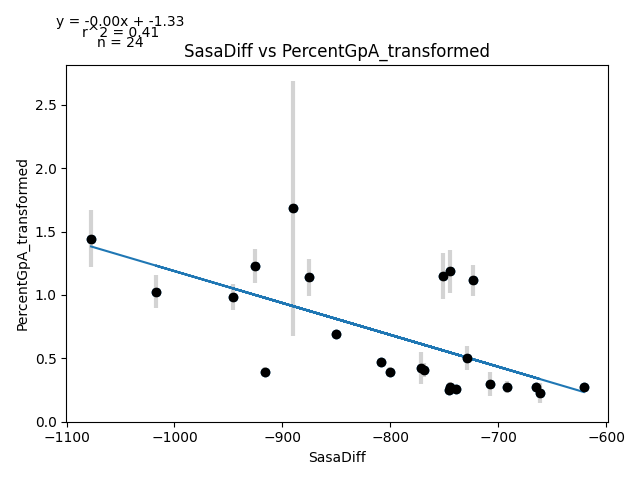 y = -0.00x + -1.33
r^2 = 0.41
n = 24
SasaDiff vs PercentGpA_transformed
PercentGpA_transformed
2.5
2.0
1.5
1.0
0.5
0.0
−1100 −1000 −900 −800 −700 −600
SasaDiff